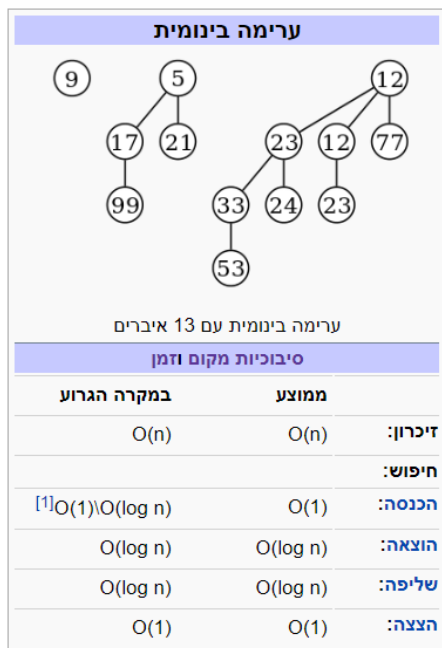 ערימה בינומית
9 5 12
17 21 23 12 77
99 33 24 23
53
ערימה בינומית עם 13 איברים
סיבוכיות מקום וזמן
ממוצע במקרה הגרוע
זיכרון: O(n) O(n)
חיפוש:
הכנסה: O(1) O(1)\O(log n)[1]
הוצאה: O(log n) O(log n)
שליפה: O(log n) O(log n)
הצצה: O(1) O(1)